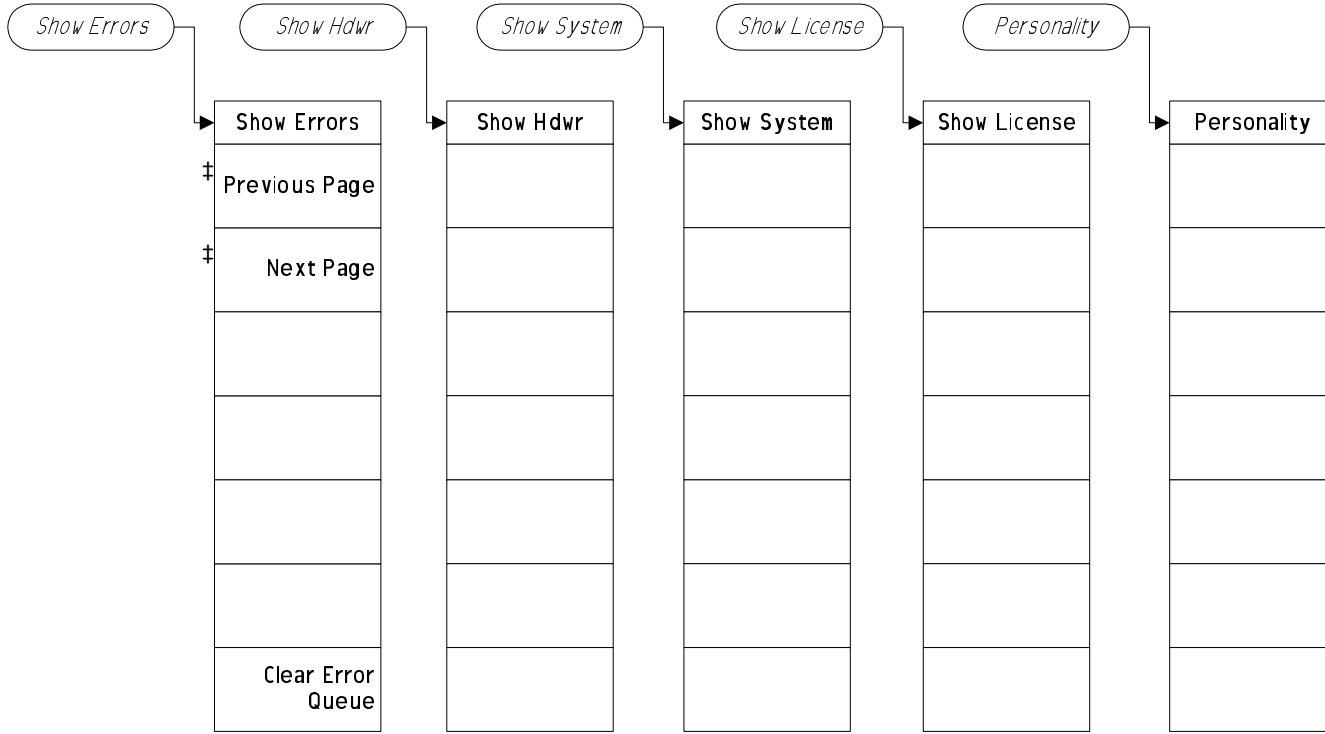 Show Errors
Show Hdwr
Show System
Show License
Personality
Show Errors
Show Hdwr
Show System
Show License
Personality
‡
Previous Page
‡
Next Page
Clear Error
Queue